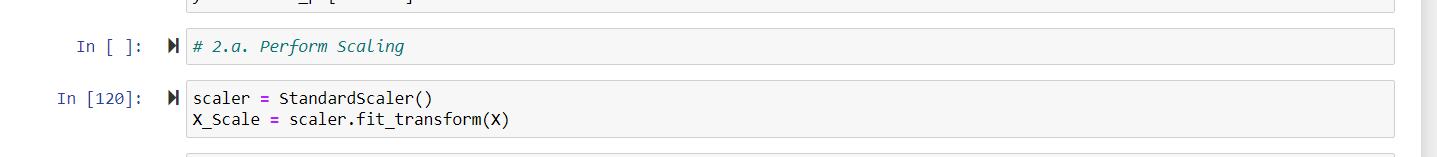 In [ ]: # 2.a. Perform Scaling
In [120]: scaler = StandardScaler()
X_Scale = scaler.fit_transform(X)